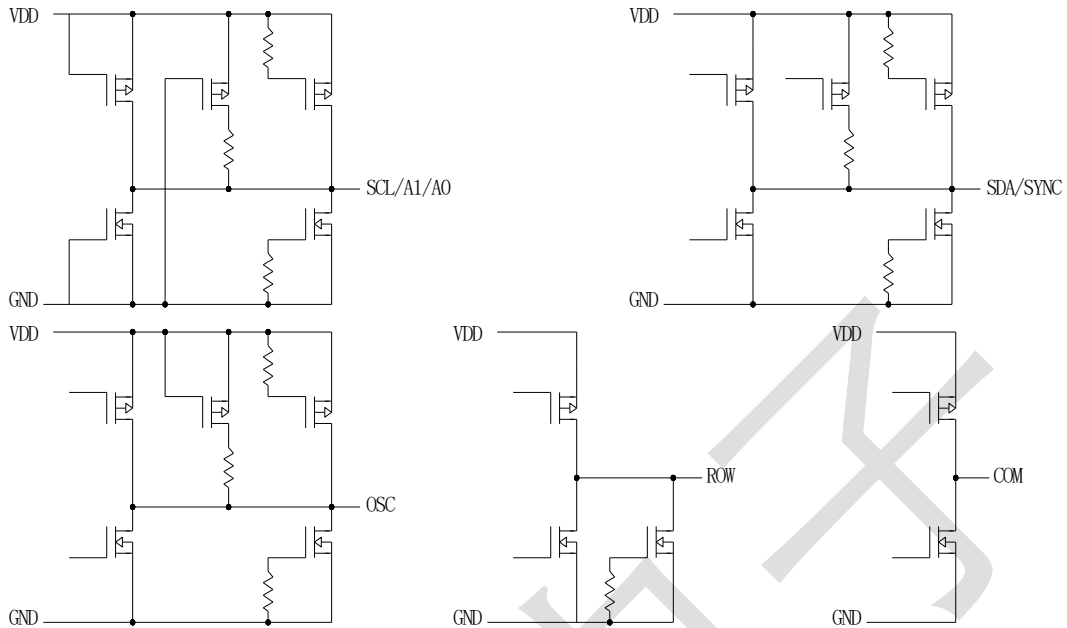 VDD
SCL/A1/A0
GND
VDD
SDA/SYNC
GND
VDD
OSC
GND
VDD
ROW
GND
VDD
COM
GND